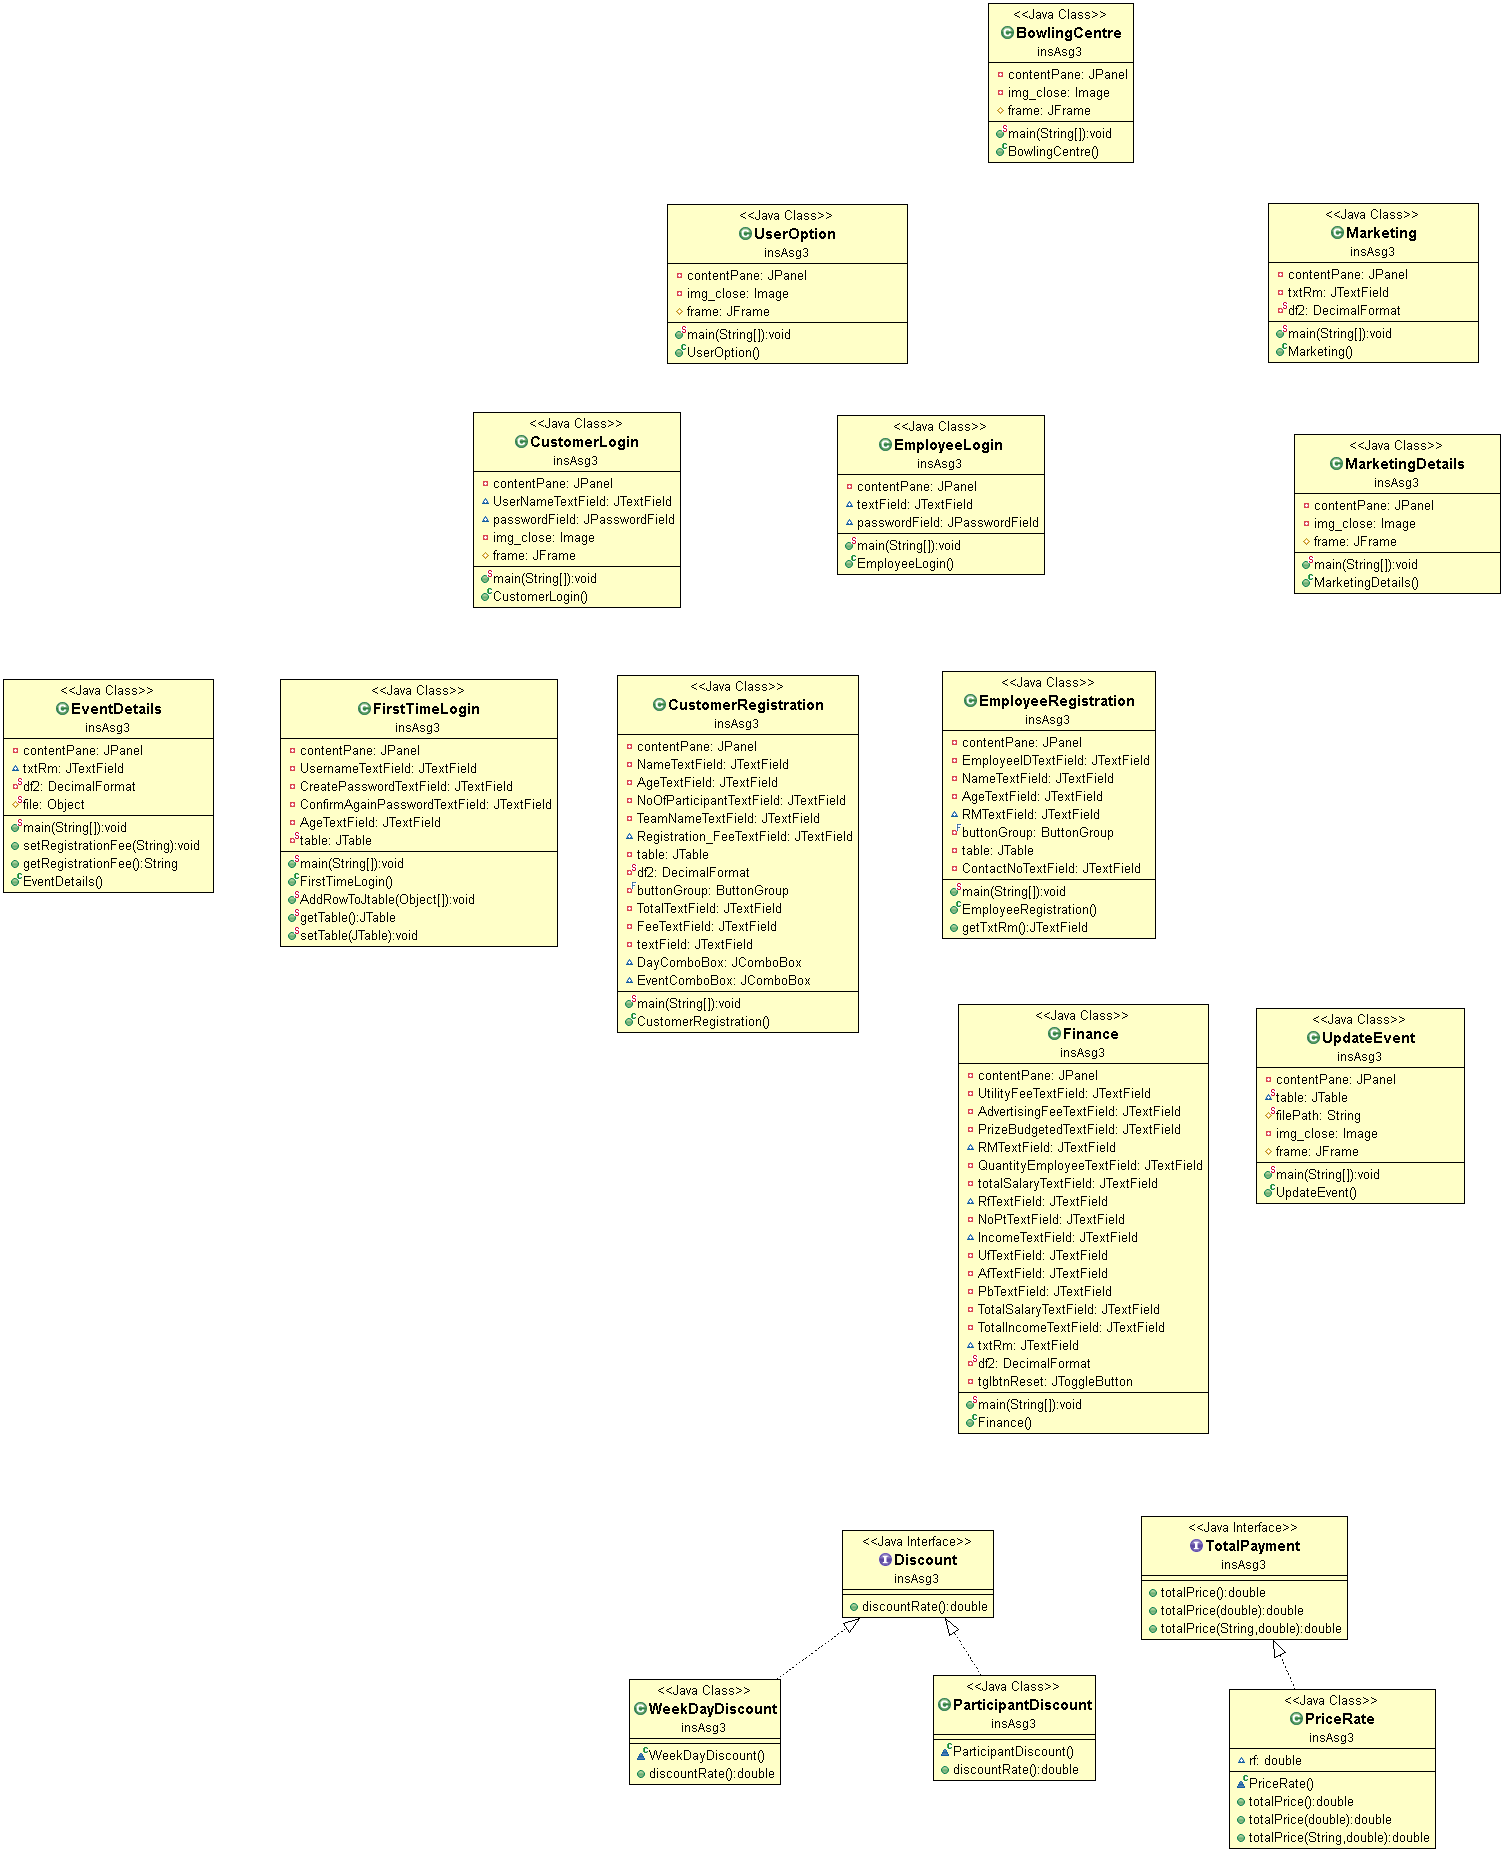 <<Java Class>>
BowlingCentre
insAsg3
contentPane: JPanel
img_close: Image
frame: JFrame
main(String[]):void
BowlingCentre()
<<Java Class>>
UserOption
insAsg3
contentPane: JPanel
img_close: Image
frame: JFrame
main(String[]):void
UserOption()
<<Java Class>>
Marketing
insAsg3
contentPane: JPanel
txtRm: JTextField
df2: DecimalFormat
main(String[]):void
Marketing()
<<Java Class>>
CustomerLogin
insAsg3
contentPane: JPanel
UserNameTextField: JTextField
passwordField: JPasswordField
img_close: Image
frame: JFrame
main(String[]):void
CustomerLogin()
<<Java Class>>
EmployeeLogin
insAsg3
contentPane: JPanel
textField: JTextField
passwordField: JPasswordField
main(String[]):void
EmployeeLogin()
<<Java Class>>
MarketingDetails
insAsg3
contentPane: JPanel
img_close: Image
frame: JFrame
main(String[]):void
MarketingDetails()
<<Java Class>>
EventDetails
insAsg3
contentPane: JPanel
txtRm: JTextField
df2: DecimalFormat
file: Object
main(String[]):void
setRegistrationFee(String):void
getRegistrationFee():String
EventDetails()
<<Java Class>>
FirstTimeLogin
insAsg3
contentPane: JPanel
UsernameTextField: JTextField
CreatePasswordTextField: JTextField
ConfirmAgainPasswordTextField: JTextField
AgeTextField: JTextField
table: JTable
main(String[]):void
FirstTimeLogin()
AddRowToJtable(Object[]):void
getTable():JTable
setTable(JTable):void
<<Java Class>>
CustomerRegistration
insAsg3
contentPane: JPanel
NameTextField: JTextField
AgeTextField: JTextField
NoOfParticipantTextField: JTextField
TeamNameTextField: JTextField
Registration_FeeTextField: JTextField
table: JTable
df2: DecimalFormat
buttonGroup: ButtonGroup
TotalTextField: JTextField
FeeTextField: JTextField
textField: JTextField
DayComboBox: JComboBox
EventComboBox: JComboBox
main(String[]):void
CustomerRegistration()
<<Java Class>>
EmployeeRegistration
insAsg3
contentPane: JPanel
EmployeeIDTextField: JTextField
NameTextField: JTextField
AgeTextField: JTextField
RMTextField: JTextField
buttonGroup: ButtonGroup
table: JTable
ContactNoTextField: JTextField
main(String[]):void
EmployeeRegistration()
getTxtRm():JTextField
<<Java Class>>
Finance
insAsg3
contentPane: JPanel
UtilityFeeTextField: JTextField
AdvertisingFeeTextField: JTextField
PrizeBudgetedTextField: JTextField
RMTextField: JTextField
QuantityEmployeeTextField: JTextField
totalSalaryTextField: JTextField
RfTextField: JTextField
NoPtTextField: JTextField
IncomeTextField: JTextField
UfTextField: JTextField
AfTextField: JTextField
PbTextField: JTextField
TotalSalaryTextField: JTextField
TotalIncomeTextField: JTextField
txtRm: JTextField
df2: DecimalFormat
tglbtnReset: JToggleButton
main(String[]):void
Finance()
<<Java Class>>
UpdateEvent
insAsg3
contentPane: JPanel
table: JTable
filePath: String
img_close: Image
frame: JFrame
main(String[]):void
UpdateEvent()
<<Java Interface>>
Discount
insAsg3
discountRate():double
<<Java Interface>>
TotalPayment
insAsg3
totalPrice():double
totalPrice(double):double
totalPrice(String,double):double
<<Java Class>>
WeekDayDiscount
insAsg3
WeekDayDiscount()
discountRate():double
<<Java Class>>
ParticipantDiscount
insAsg3
ParticipantDiscount()
discountRate():double
<<Java Class>>
PriceRate
insAsg3
rf: double
PriceRate()
totalPrice():double
totalPrice(double):double
totalPrice(String,double):double